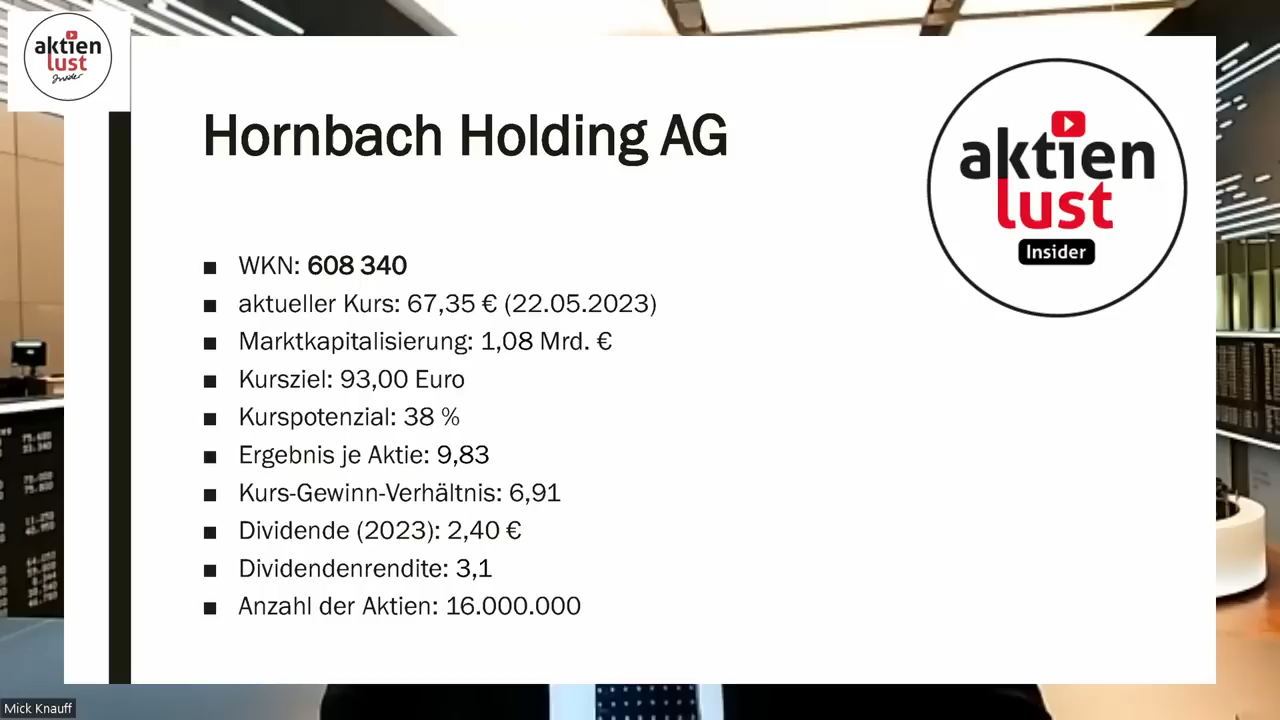 aktien
lust
Insider
Hornbach Holding AG
aktien
lust
Insider
■ WKN: 608 340
■ aktueller Kurs: 67,35 € (22.05.2023)
■ Marktkapitalisierung: 1,08 Mrd. €
■ Kursziel: 93,00 Euro
■ Kurspotenzial: 38 %
■ Ergebnis je Aktie: 9,83
■ Kurs-Gewinn-Verhältnis: 6,91
■ Dividende (2023): 2,40 €
■ Dividendenrendite: 3,1
■ Anzahl der Aktien: 16.000.000
Mick Knauff